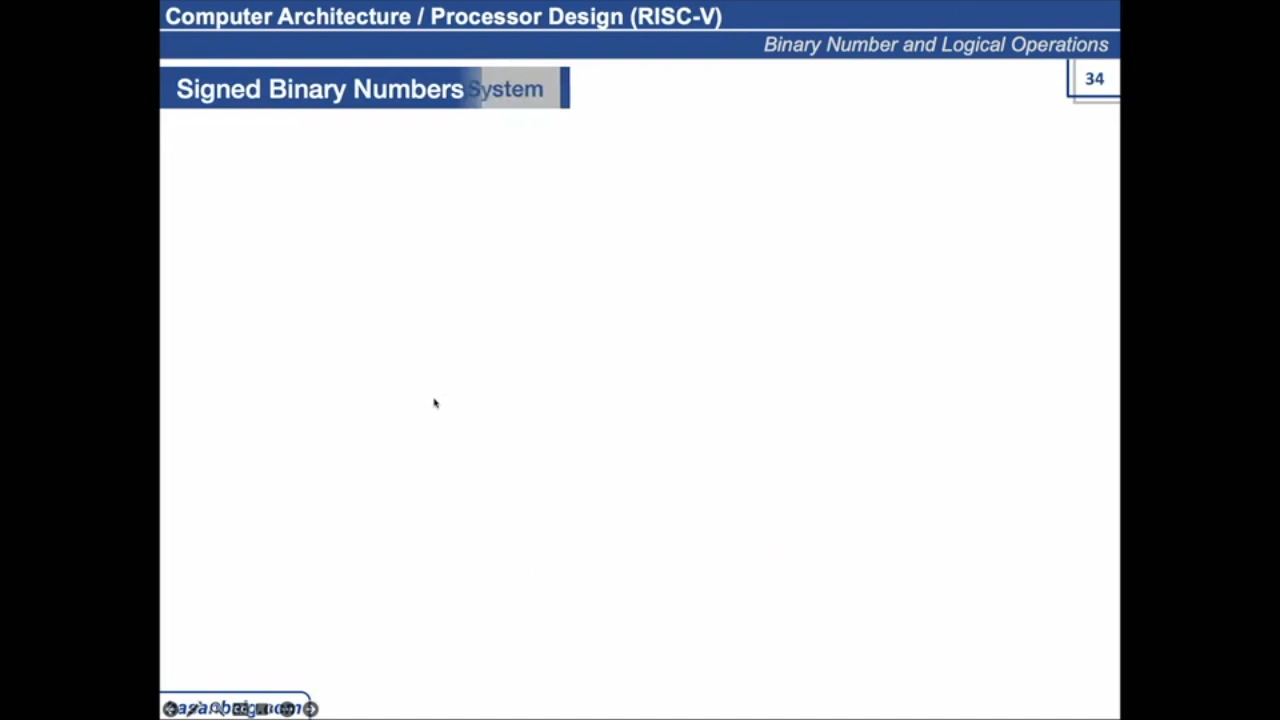 Computer Architecture / Processor Design (RISC-V)
Binary Number and Logical Operations
Signed Binary Numbers System
34